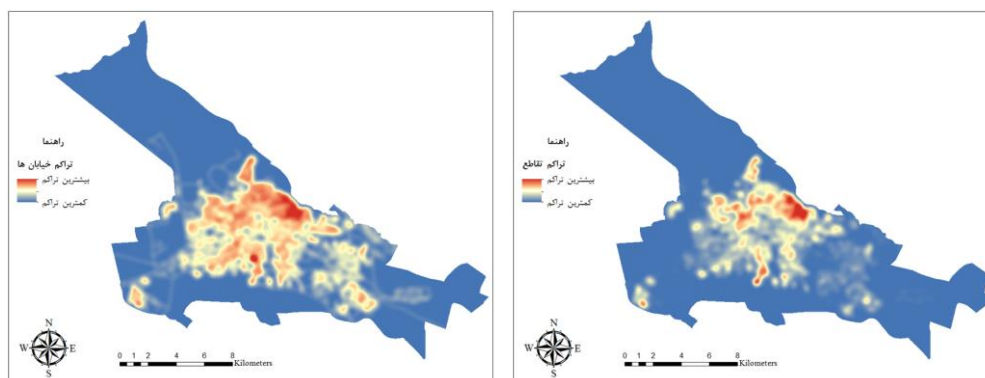 راهنما
تراکم خیابان ها
بیشترین تراکم
کمترین تراکم
N
W E
S
0 1 2 4 6 8
Kilometers
راهنما
تراکم تقاطع
بیشترین تراکم
کمترین تراکم
N
W E
S
0 1 2 4 6 8
Kilometers